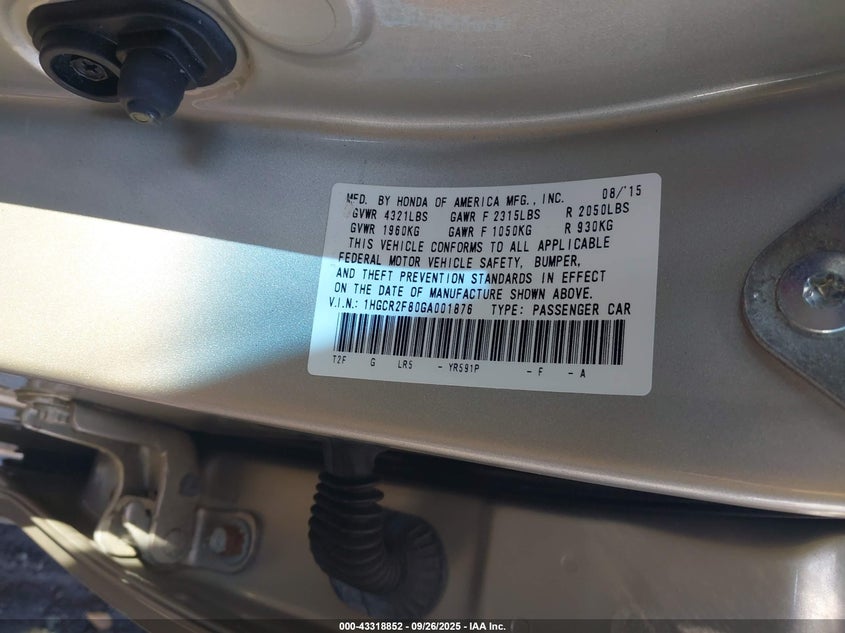 MFD. BY HONDA OF AMERICA MFG., INC. 08/'15
GVWR 4321LBS GAWR F 2315LBS R 2050LBS
GVWR 1960KG GAWR F 1050KG R 930KG
THIS VEHICLE CONFORMS TO ALL APPLICABLE
FEDERAL MOTOR VEHICLE SAFETY, BUMPER,
AND THEFT PREVENTION STANDARDS IN EFFECT
ON THE DATE OF MANUFACTURE SHOWN ABOVE.
V.I.N.: 1HGCR2F80GA001876 TYPE: PASSENGER CAR
T2F G LR5 - YR591P - F - A
000-43318852 - 09/26/2025 - IAA Inc.